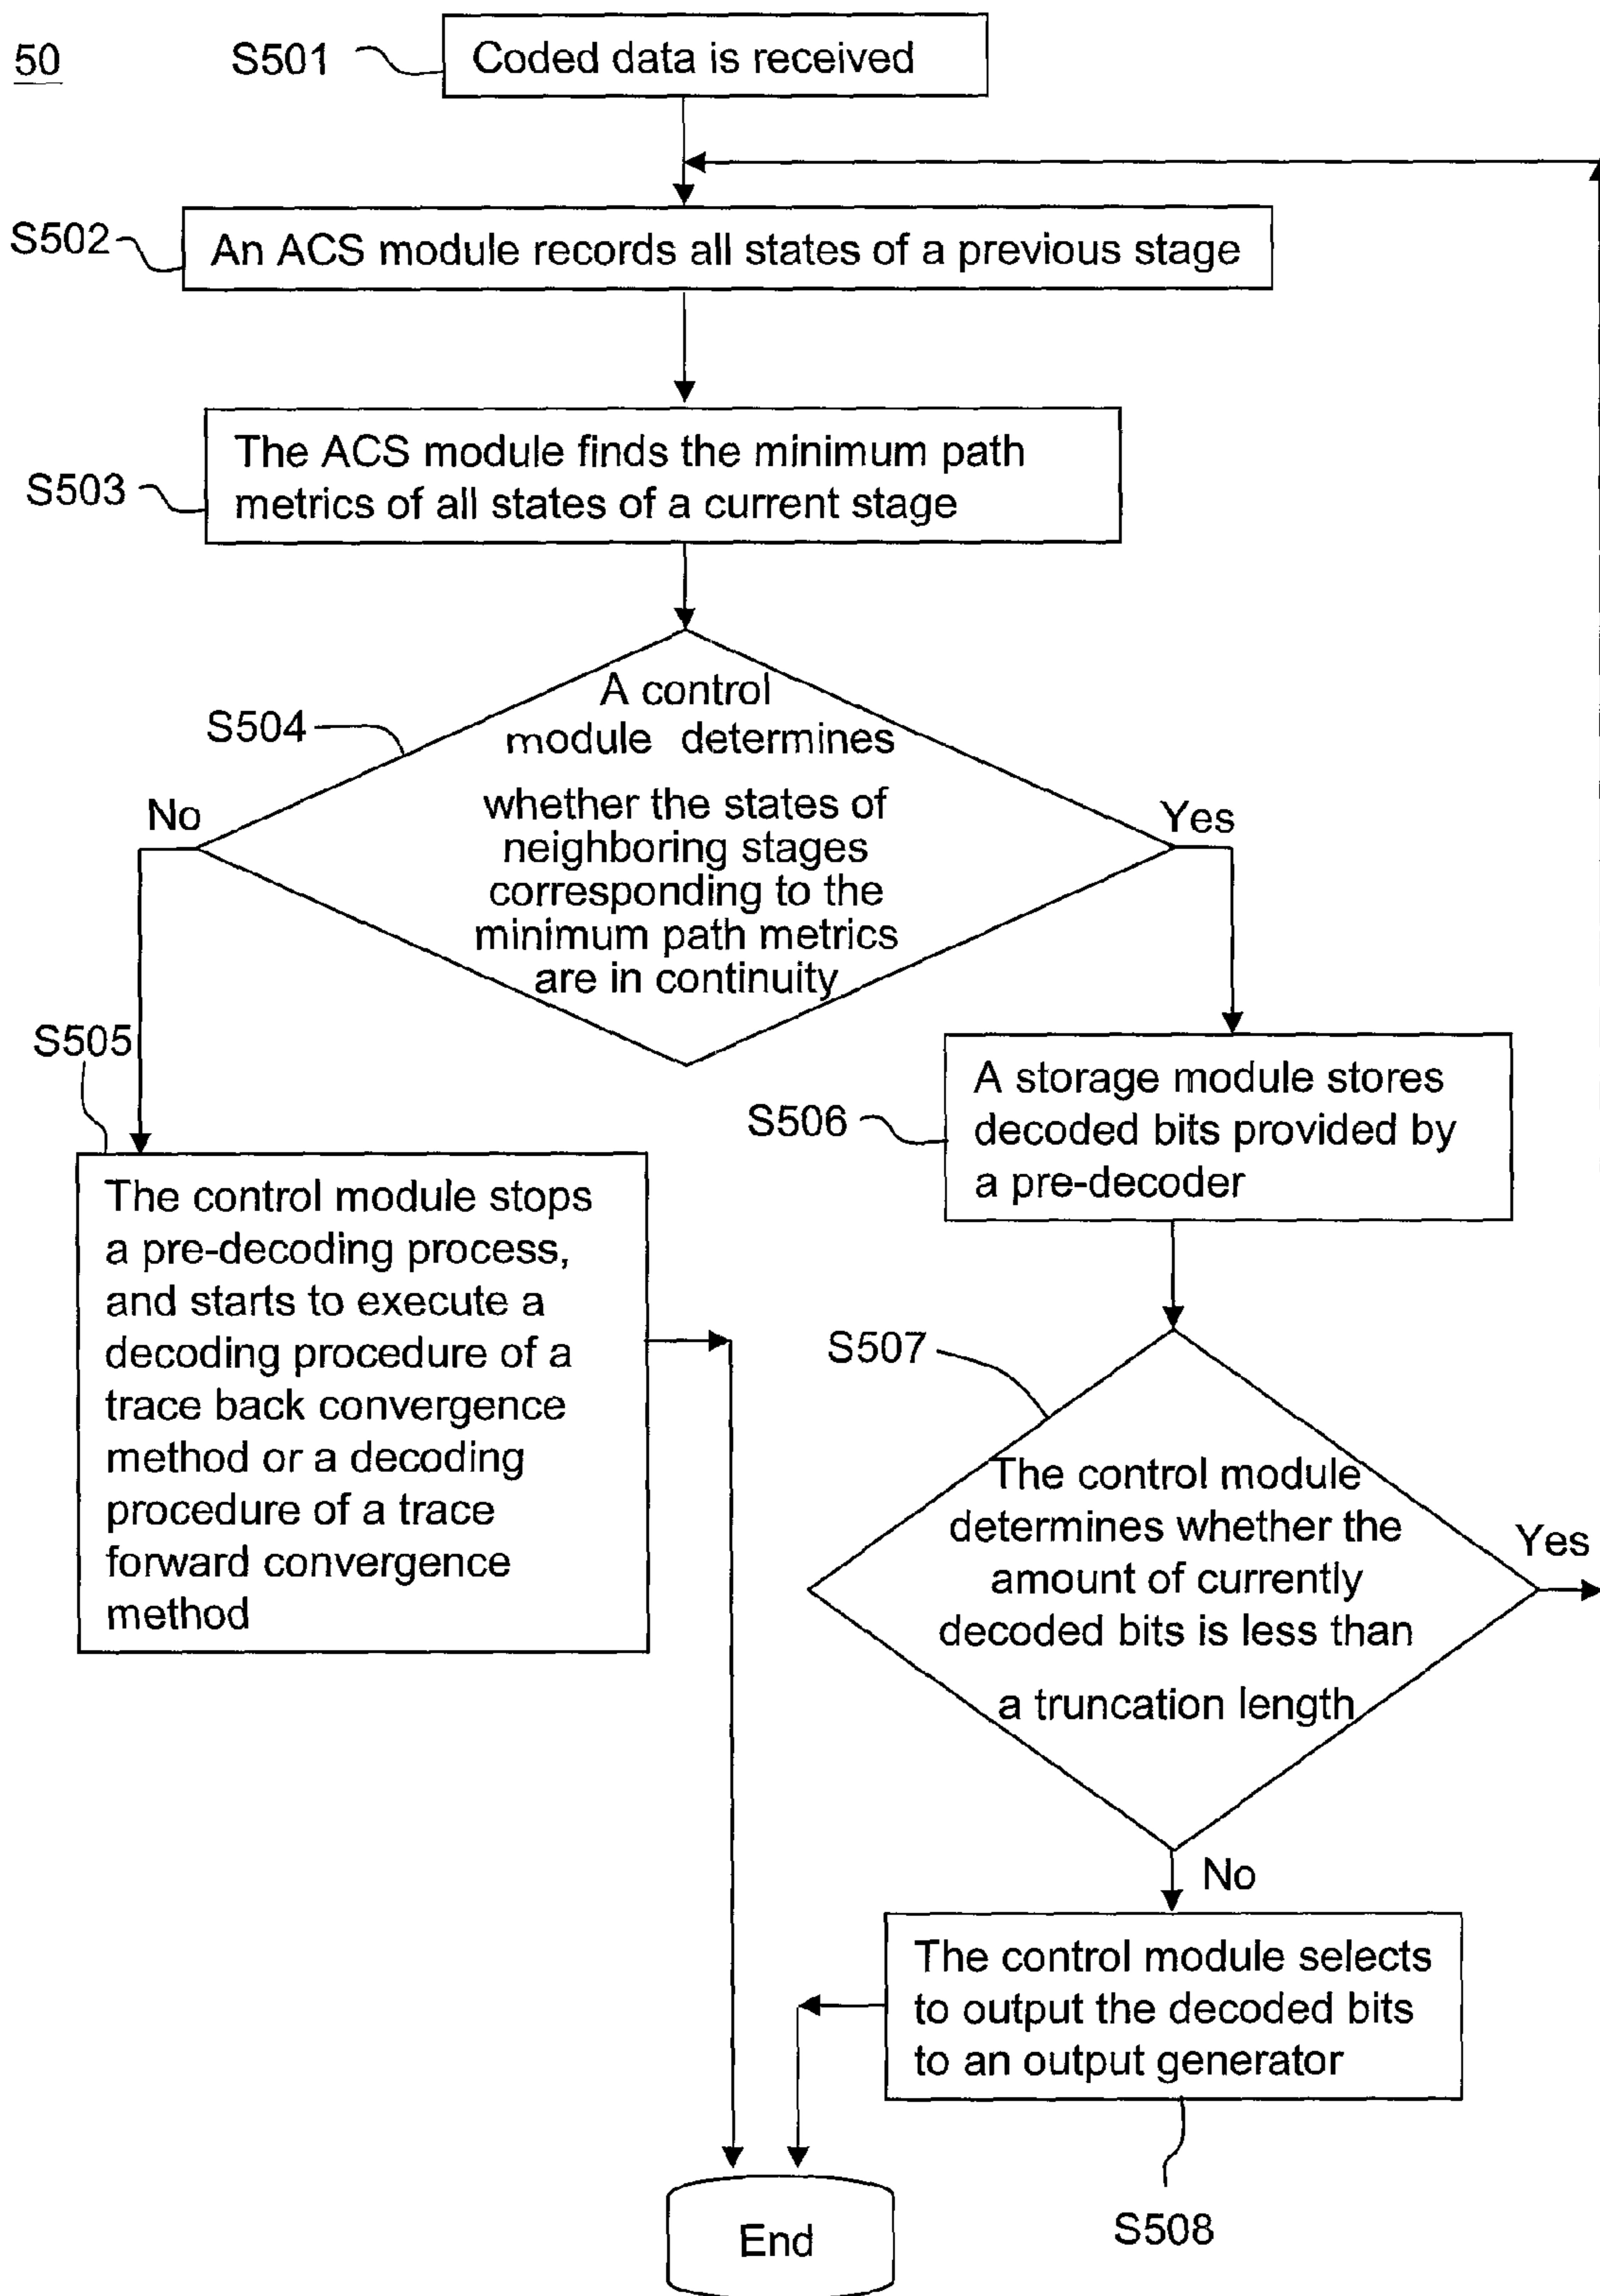 50
S501
Coded data is received
S502
An ACS module records all states of a previous stage
S503
The ACS module finds the minimum path
metrics of all states of a current stage
S504
A control
module determines
whether the states of
neighboring stages
corresponding to the
minimum path metrics
are in continuity
No
Yes
S505
The control module stops
a pre-decoding process,
and starts to execute a
decoding procedure of a
trace back convergence
method or a decoding
procedure of a trace
forward convergence
method
S506
A storage module stores
decoded bits provided by
a pre-decoder
S507
The control module
determines whether the
amount of currently
decoded bits is less than
a truncation length
Yes
No
The control module selects
to output the decoded bits
to an output generator
S508
End